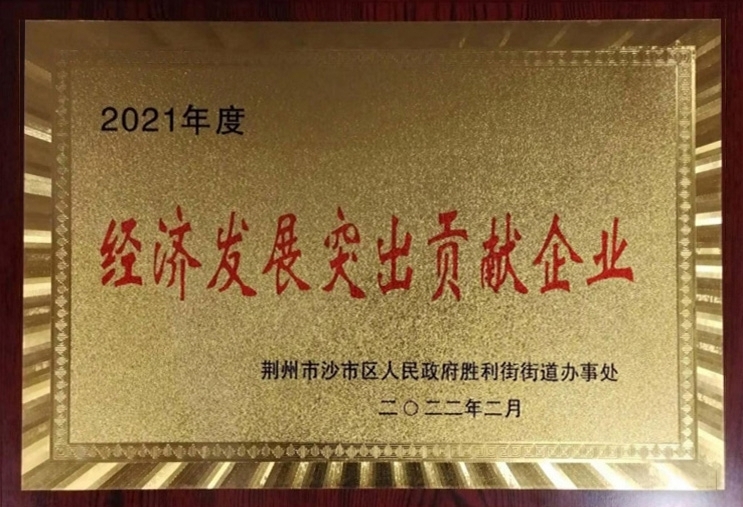 2021年度
经济发展突出贡献企业
荆州市沙市区人民政府胜利街街道办事处
二〇二二年二月